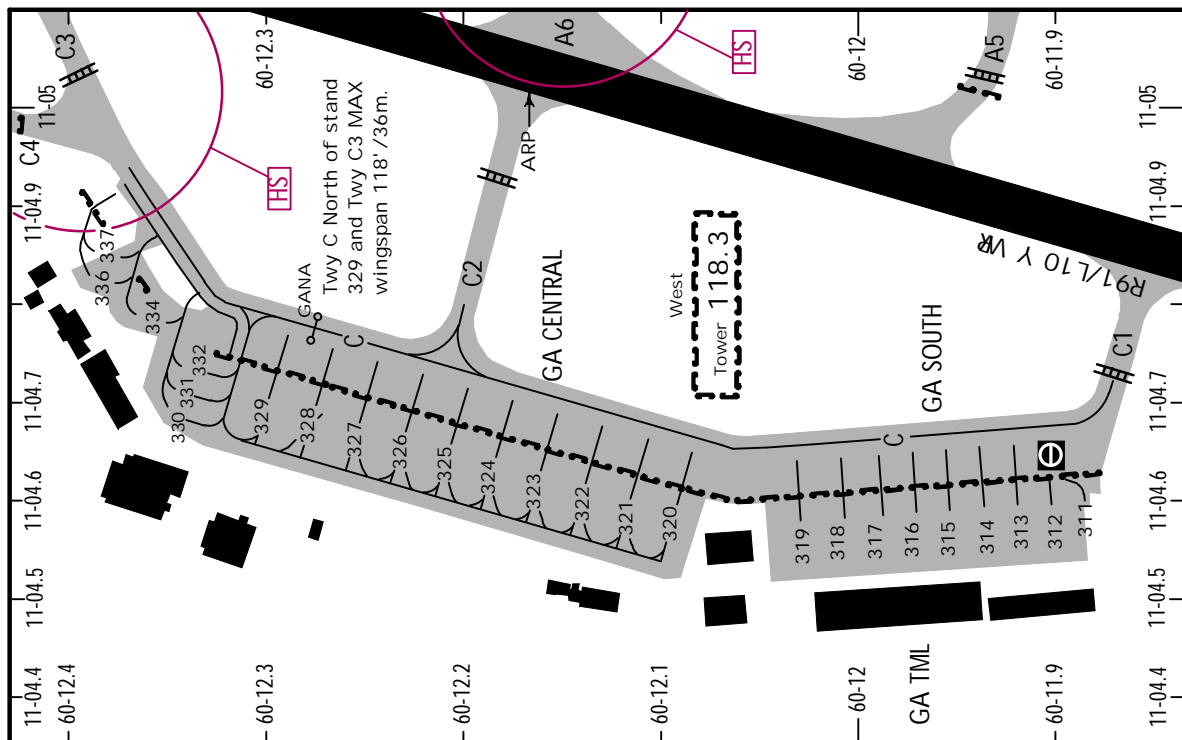 C3
C4
11-05
60-12.3
A6
HS
60-12
A5
60-11.9
11-05
11-04.9
337
336
334
HS
Twy C North of stand
329 and Twy C3 MAX
wingspan 118'/36m.
ARP
GANA
C2
GA CENTRAL
West
Tower 118.3
11-04.9
332
331
330
329
328'
327
326
325
324
323
322
321
320
C
GA SOUTH
C
C1
11-04.7
11-04.7
11-04.6
319
318
317
316
315
314
313
312
311
11-04.6
11-04.5
11-04.5
GA TML
11-04.4
60-12.4
60-12.3
60-12.2
60-12.1
60-12
60-11.9
11-04.4